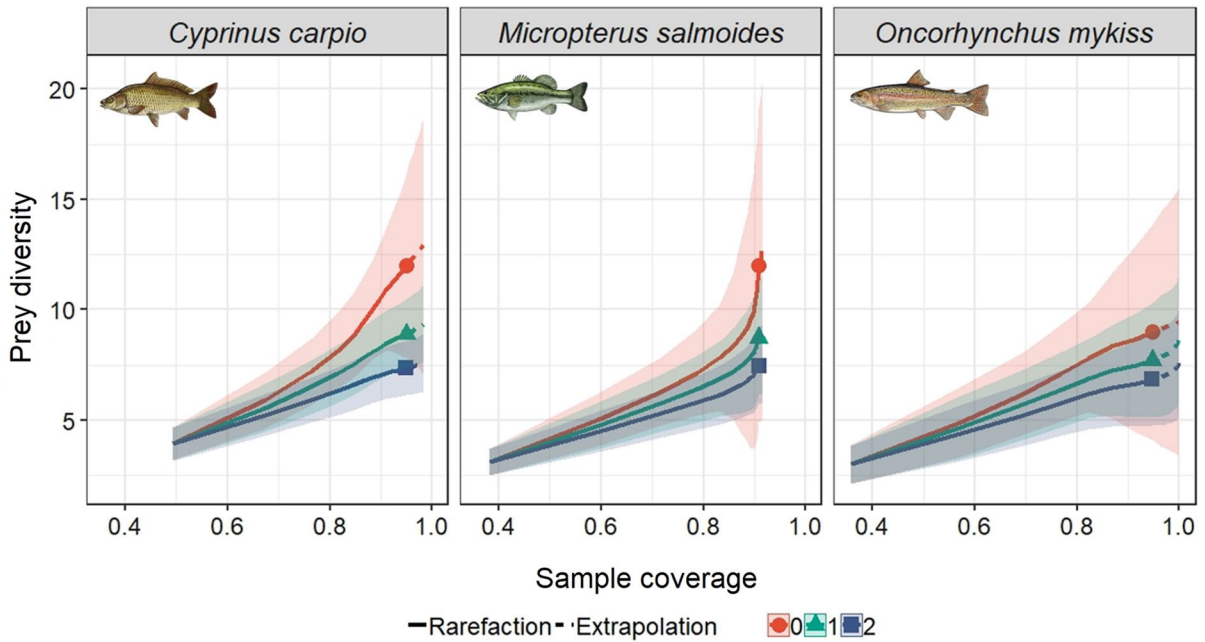 Cyprinus carpio
Micropterus salmoides
Oncorhynchus mykiss
Prey diversity
20
15
10
5
0.4 0.6 0.8 1.0
0.4 0.6 0.8 1.0
0.4 0.6 0.8 1.0
Sample coverage
Rarefaction Extrapolation 0 1 2